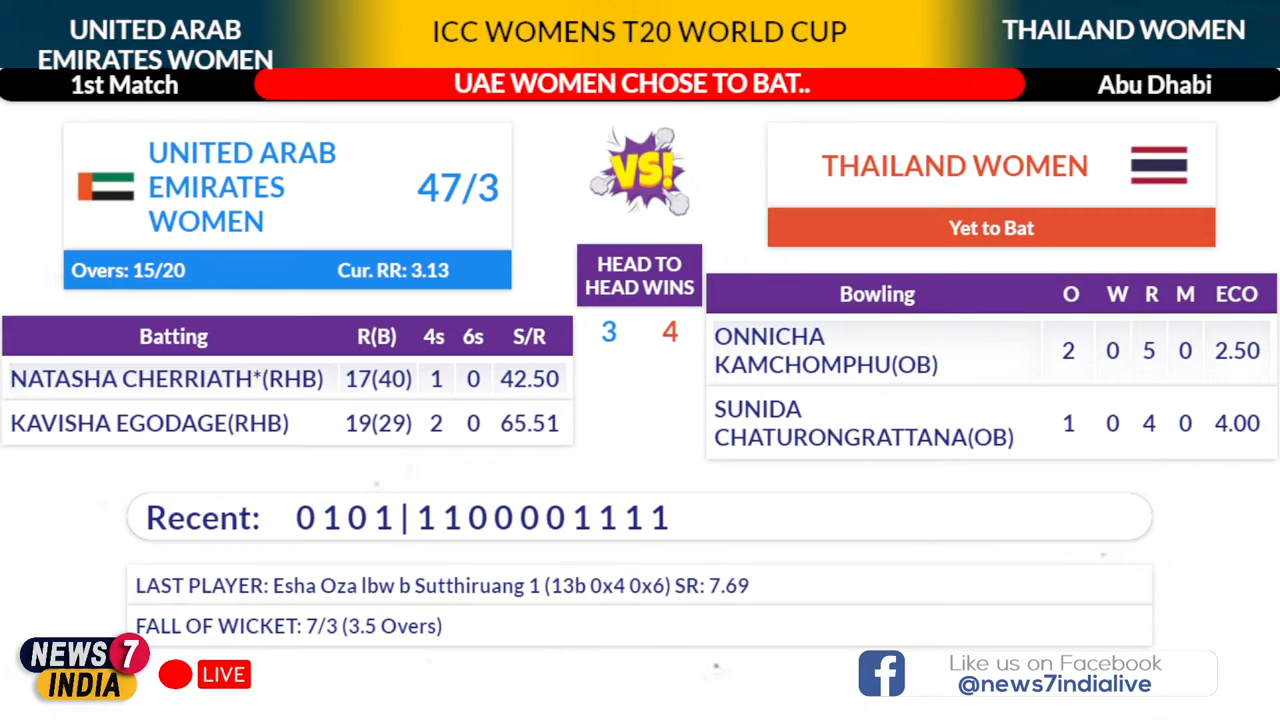 UNITED ARAB
EMIRATES WOMEN
ICC WOMENS T20 WORLD CUP
THAILAND WOMEN
1st Match
UAE WOMEN CHOSE TO BAT..
Abu Dhabi
UNITED ARAB
EMIRATES
WOMEN
47/3
Overs: 15/20 Cur. RR: 3.13
VS!
THAILAND WOMEN
Yet to Bat
HEAD TO
HEAD WINS
3 4
Batting R(B) 4s 6s S/R
NATASHA CHERRIATH*(RHB) 17(40) 1 0 42.50
KAVISHA EGODAGE(RHB) 19(29) 2 0 65.51
Bowling O W R M ECO
ONNICHA
KAMCHOMPHU(OB) 2 0 5 0 2.50
SUNIDA
CHATURONGRATTANA(OB) 1 0 4 0 4.00
Recent: 0 1 0 1 | 1 1 0 0 0 0 1 1 1 1
LAST PLAYER: Esha Oza lbw b Sutthiruang 1 (13b 0x4 0x6) SR: 7.69
FALL OF WICKET: 7/3 (3.5 Overs)
NEWS 7
INDIA
LIVE
Like us on Facebook
@news7indialive